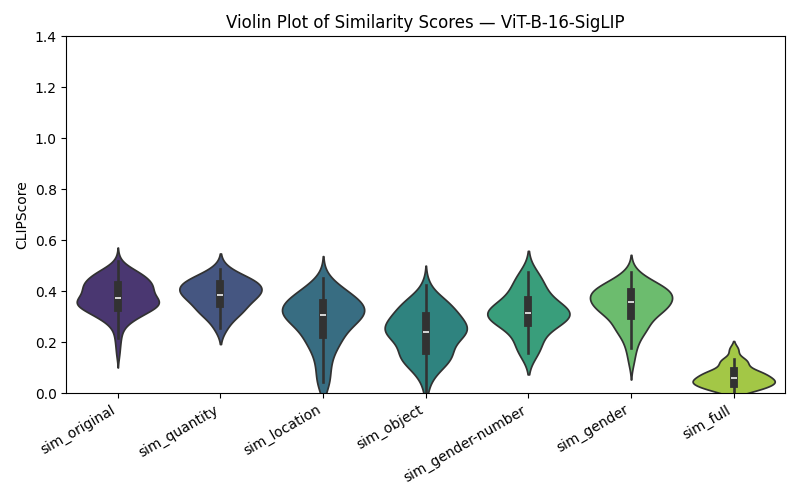 Violin Plot of Similarity Scores — ViT-B-16-SigLIP
CLIPScore
1.4
1.2
1.0
0.8
0.6
0.4
0.2
0.0
sim_original
sim_quantity
sim_location
sim_object
sim_gender-number
sim_gender
sim_full